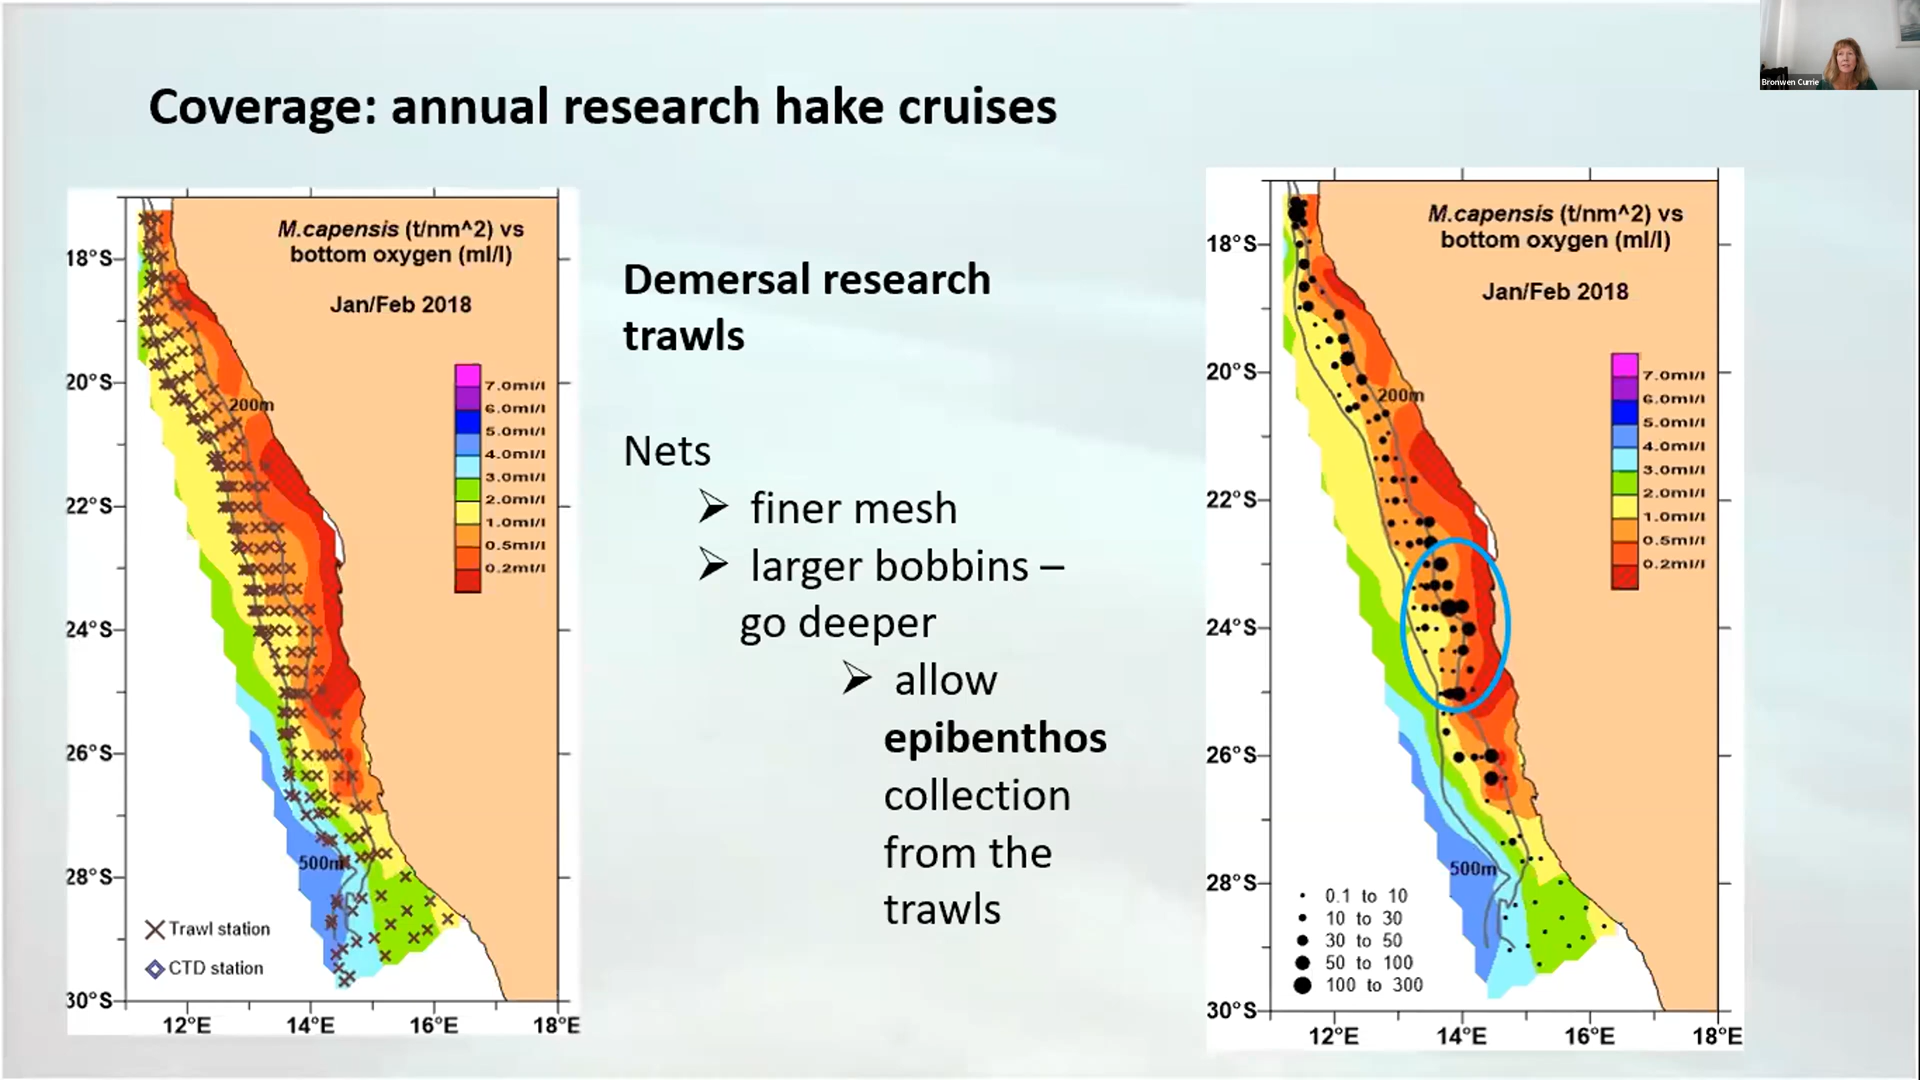 Bronwen Currie
Coverage: annual research hake cruises
M.capensis (t/nm^2) vs
bottom oxygen (ml/l)
Jan/Feb 2018
18°S
20°S
22°S
24°S
26°S
28°S
30°S
12°E
14°E
16°E
18°E
200m
500m
7.0ml/l
6.0ml/l
5.0ml/l
4.0ml/l
3.0ml/l
2.0ml/l
1.0ml/l
0.5ml/l
0.2ml/l
Trawl station
CTD station
Demersal research
trawls
Nets
finer mesh
larger bobbins –
go deeper
allow
epibenthos
collection
from the
trawls
M.capensis (t/nm^2) vs
bottom oxygen (ml/l)
Jan/Feb 2018
18°S
20°S
22°S
24°S
26°S
28°S
30°S
12°E
14°E
16°E
18°E
200m
500m
7.0ml/l
6.0ml/l
5.0ml/l
4.0ml/l
3.0ml/l
2.0ml/l
1.0ml/l
0.5ml/l
0.2ml/l
0.1 to 10
10 to 30
30 to 50
50 to 100
100 to 300